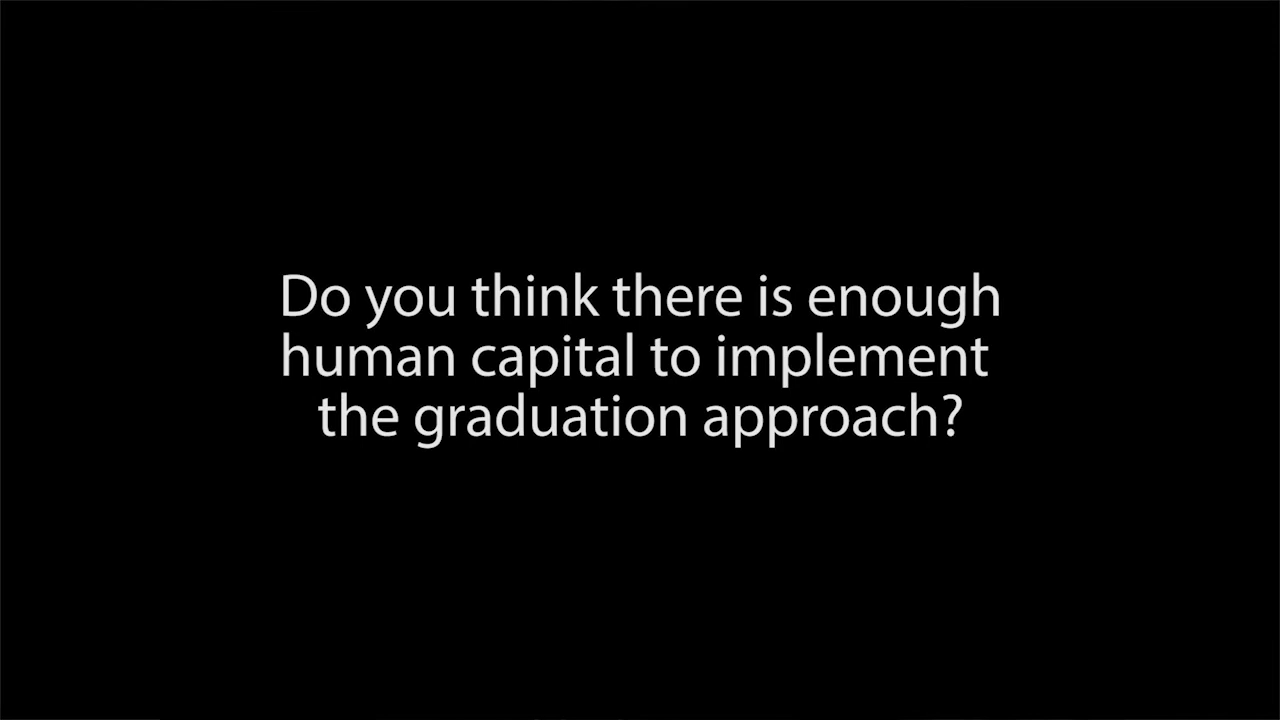 Do you think there is enough
human capital to implement
the graduation approach?